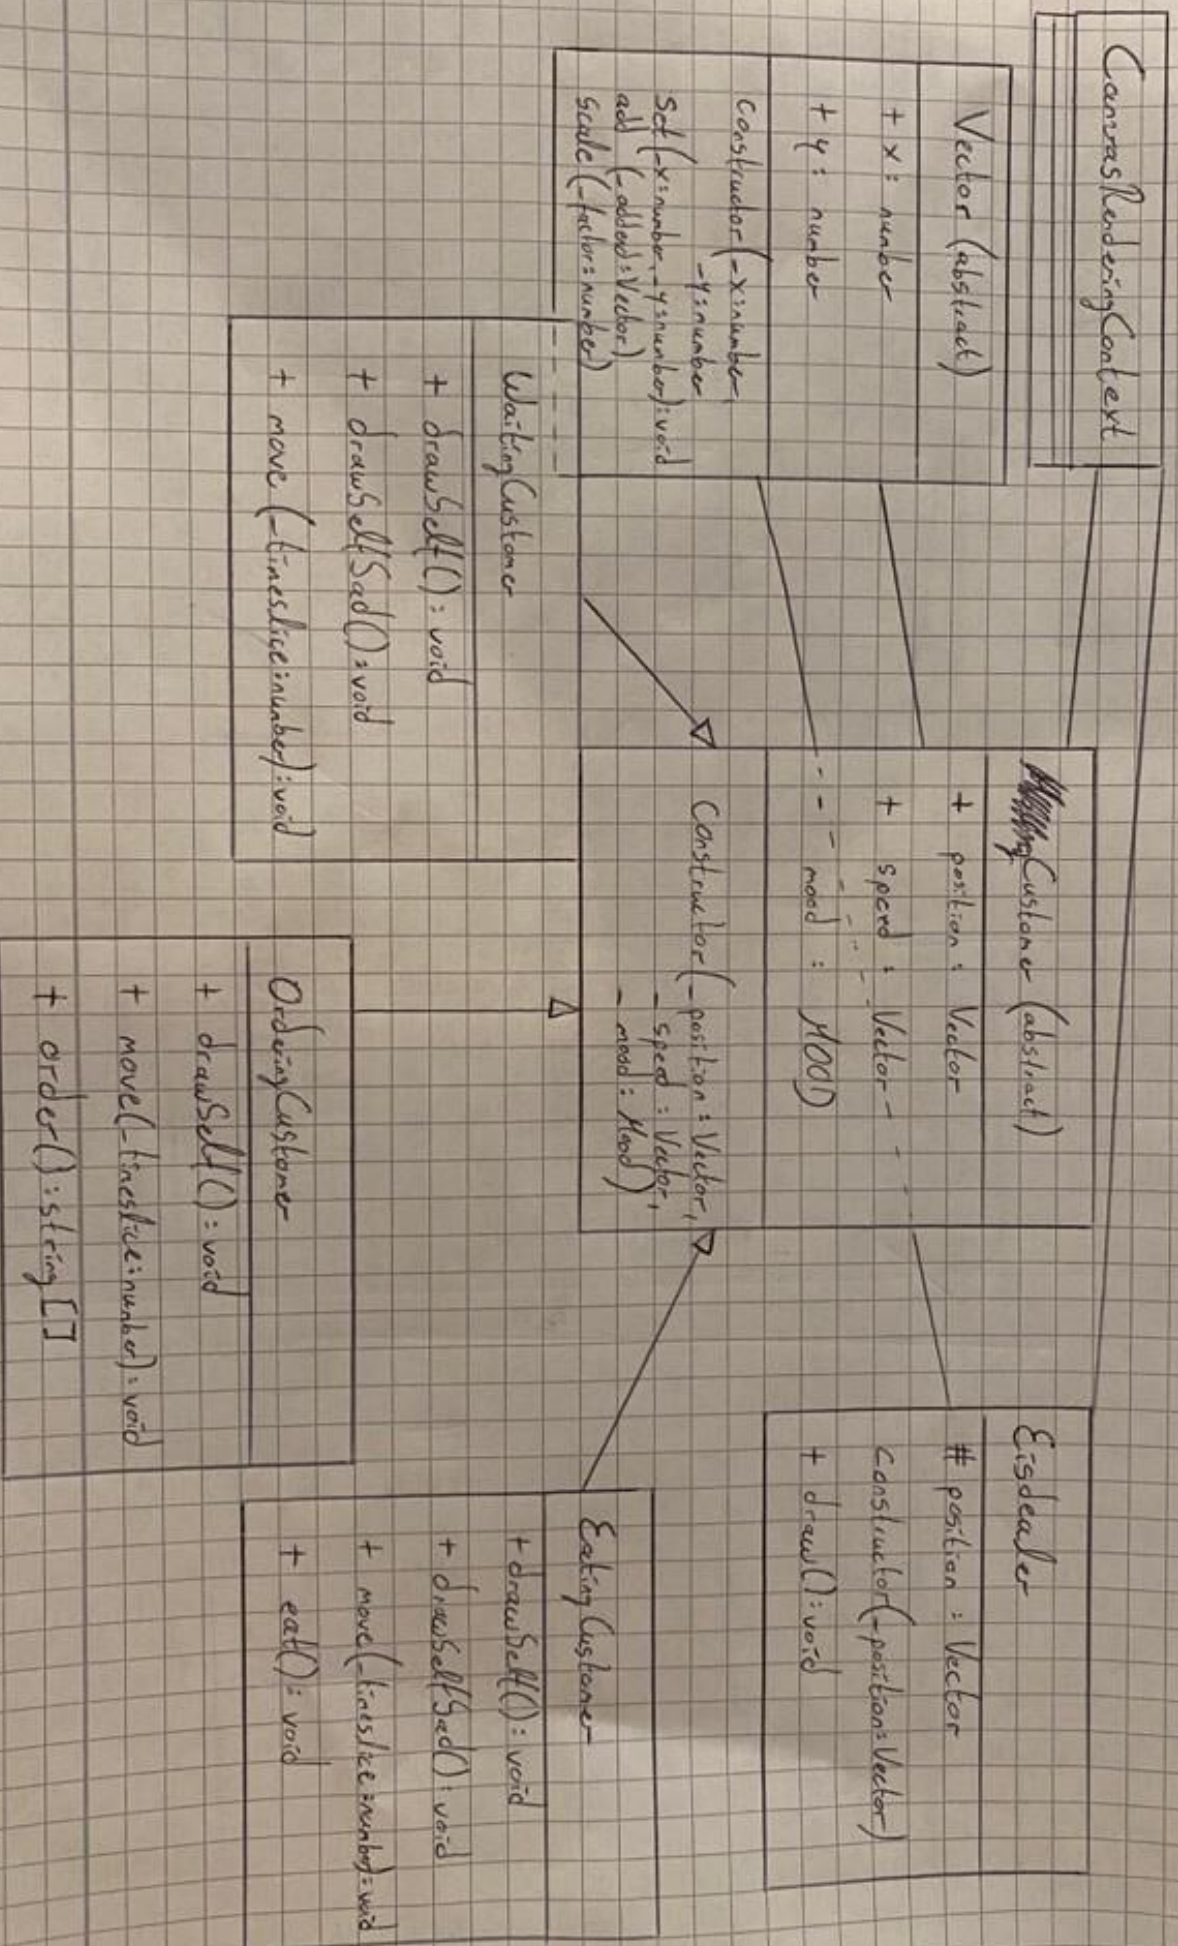 CanvasRenderingContext
Vector (abstract)
+ x: number
+ y: number
Constructor(_x:number,
_y:number
Set(_x:number,_y:number):void
add (_addend:Vector)
Scale(_factor:number)
Customer (abstract)
+ position: Vector
+ speed: Vector
mood: MOOD
Constructor(_position: Vector,
_speed: Vector,
_mood: Mood)
Eisdealer
# position: Vector
Constructor(_position:Vector)
+ draw():void
WaitingCustomer
+ drawSelf(): void
+ drawSelfSad():void
+ move(_timeslice:number):void
OrderingCustomer
+ drawSelf():void
+ move(_timeslice:number):void
+ order():string[]
EatingCustomer
+ drawSelf(): void
+ drawSelfSad(): void
+ move(_timeslice:number):void
+ eat(): void